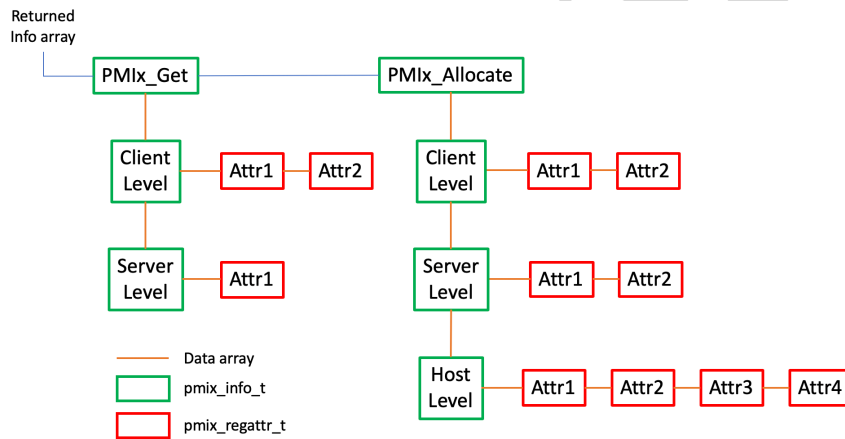 Returned
Info array
PMIx_Get
PMIx_Allocate
Client
Level
Attr1
Attr2
Client
Level
Attr1
Attr2
Server
Level
Attr1
Server
Level
Attr1
Attr2
Host
Level
Attr1
Attr2
Attr3
Attr4
Data array
pmix_info_t
pmix_regattr_t